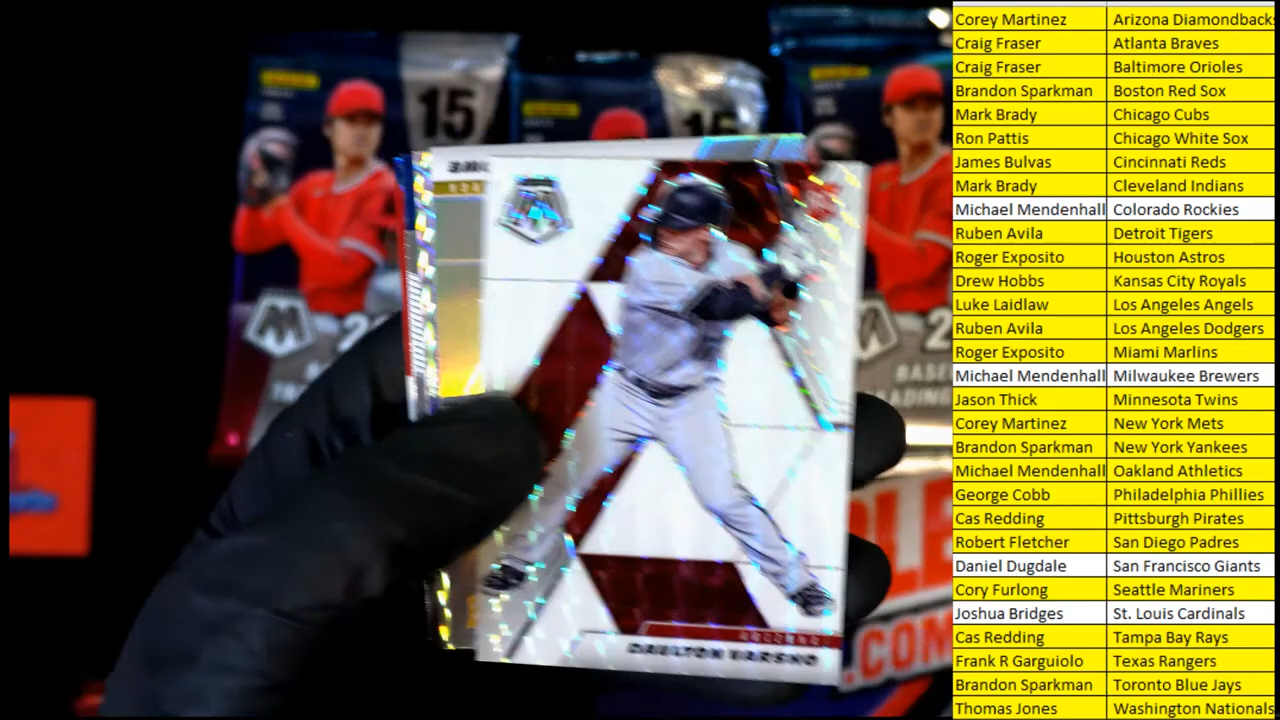 15
15
2
BASE
TRADING
ARIZONA
DAULTON VARSHO
.COM
Corey Martinez Arizona Diamondbacks
Craig Fraser Atlanta Braves
Craig Fraser Baltimore Orioles
Brandon Sparkman Boston Red Sox
Mark Brady Chicago Cubs
Ron Pattis Chicago White Sox
James Bulvas Cincinnati Reds
Mark Brady Cleveland Indians
Michael Mendenhall Colorado Rockies
Ruben Avila Detroit Tigers
Roger Exposito Houston Astros
Drew Hobbs Kansas City Royals
Luke Laidlaw Los Angeles Angels
Ruben Avila Los Angeles Dodgers
Roger Exposito Miami Marlins
Michael Mendenhall Milwaukee Brewers
Jason Thick Minnesota Twins
Corey Martinez New York Mets
Brandon Sparkman New York Yankees
Michael Mendenhall Oakland Athletics
George Cobb Philadelphia Phillies
Cas Redding Pittsburgh Pirates
Robert Fletcher San Diego Padres
Daniel Dugdale San Francisco Giants
Cory Furlong Seattle Mariners
Joshua Bridges St. Louis Cardinals
Cas Redding Tampa Bay Rays
Frank R Garguiolo Texas Rangers
Brandon Sparkman Toronto Blue Jays
Thomas Jones Washington Nationals